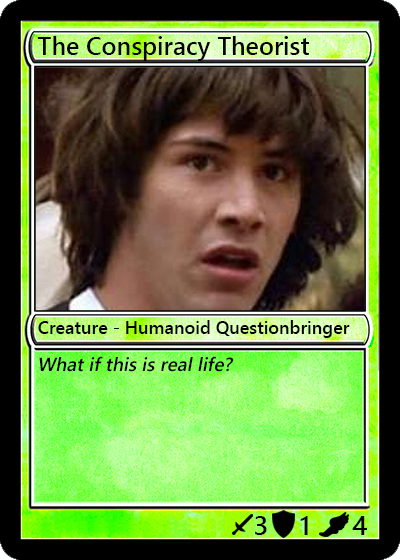 The Conspiracy Theorist
Creature - Humanoid Questionbringer
What if this is real life?
3 1 4